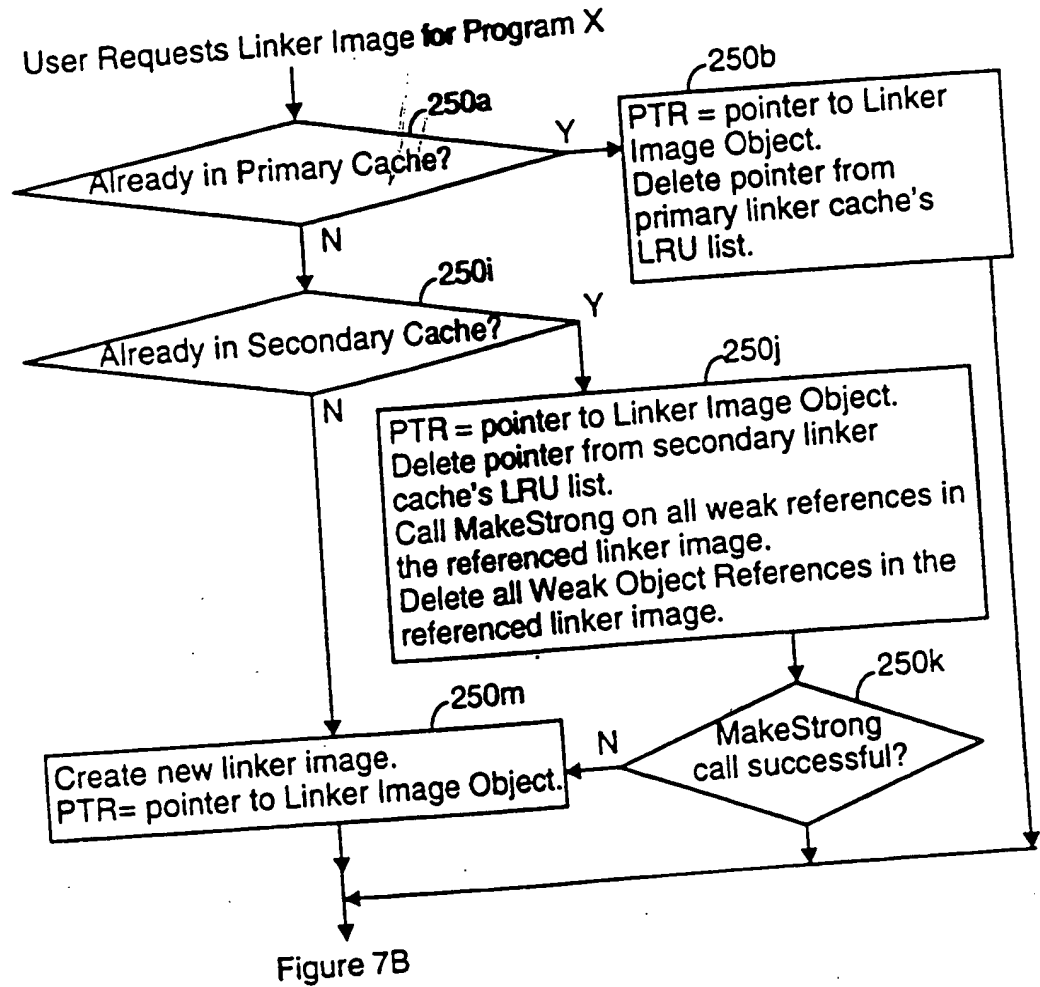 User Requests Linker Image for Program X
250a
Already in Primary Cache?
Y
N
250b
PTR = pointer to Linker
Image Object.
Delete pointer from
primary linker cache's
LRU list.
250i
Already in Secondary Cache?
Y
N
250j
PTR = pointer to Linker Image Object.
Delete pointer from secondary linker
cache's LRU list.
Call MakeStrong on all weak references in
the referenced linker image.
Delete all Weak Object References in the
referenced linker image.
250k
MakeStrong
call successful?
N
250m
Create new linker image.
PTR= pointer to Linker Image Object.
Figure 7B